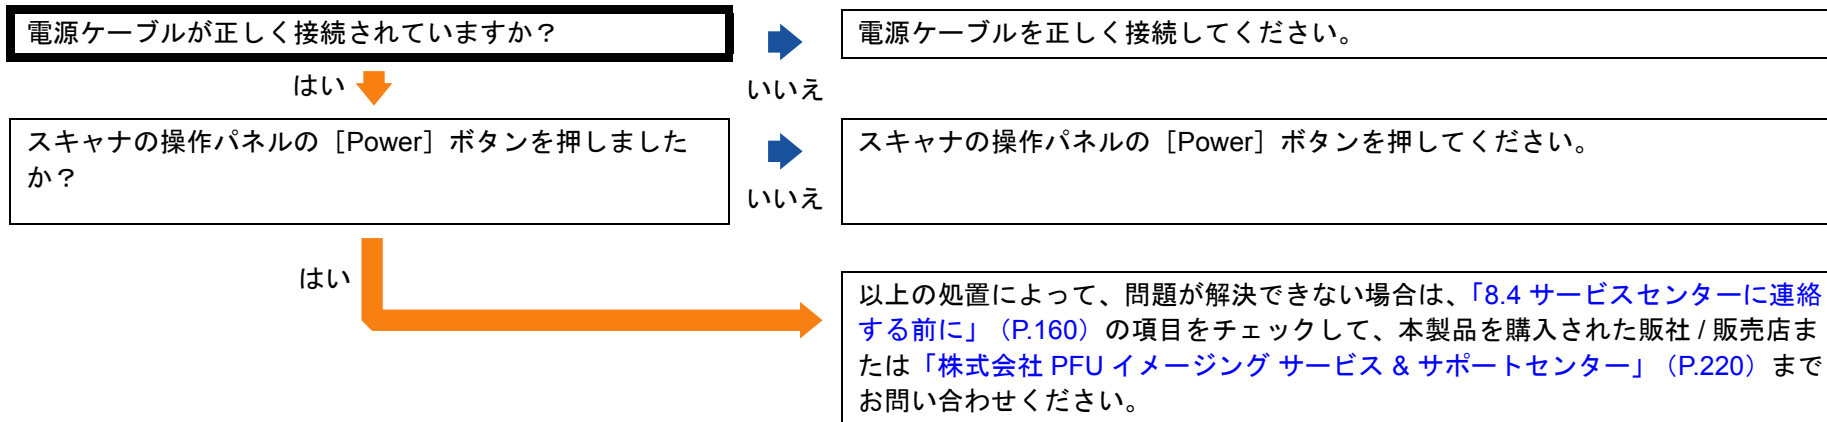 電源ケーブルが正しく接続されていますか？
電源ケーブルを正しく接続してください。
はい
いいえ
スキャナの操作パネルの［Power］ボタンを押しました
か？
スキャナの操作パネルの［Power］ボタンを押してください。
いいえ
はい
以上の処置によって、問題が解決できない場合は、「8.4 サービスセンターに連絡
する前に」（P.160）の項目をチェックして、本製品を購入された販社 / 販売店ま
たは「株式会社 PFU イメージング サービス & サポートセンター」（P.220）まで
お問い合わせください。